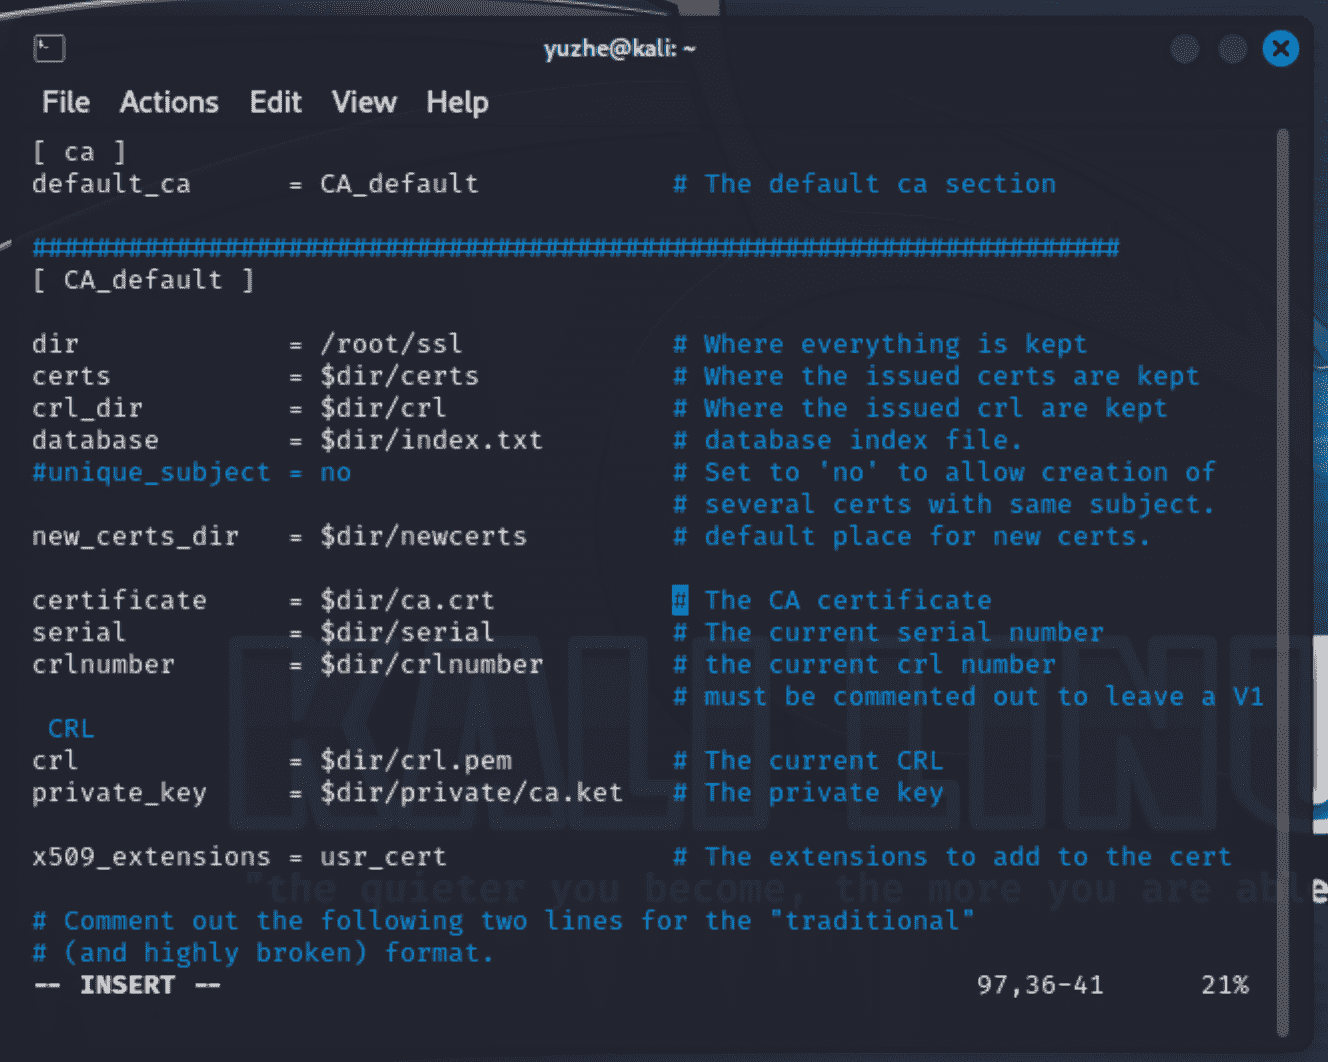 yuzhe@kali: ~
File Actions Edit View Help
[ ca ]
default_ca = CA_default # The default ca section
####################################################################
[ CA_default ]
dir = /root/ssl # Where everything is kept
certs = $dir/certs # Where the issued certs are kept
crl_dir = $dir/crl # Where the issued crl are kept
database = $dir/index.txt # database index file.
#unique_subject = no # Set to 'no' to allow creation of
# several certs with same subject.
new_certs_dir = $dir/newcerts # default place for new certs.
certificate = $dir/ca.crt # The CA certificate
serial = $dir/serial # The current serial number
crlnumber = $dir/crlnumber # the current crl number
# must be commented out to leave a V1
CRL
crl = $dir/crl.pem # The current CRL
private_key = $dir/private/ca.ket # The private key
x509_extensions = usr_cert # The extensions to add to the cert
"the quieter you become, the more you are able
# Comment out the following two lines for the "traditional"
# (and highly broken) format.
-- INSERT -- 97,36-41 21%
KALI LINU